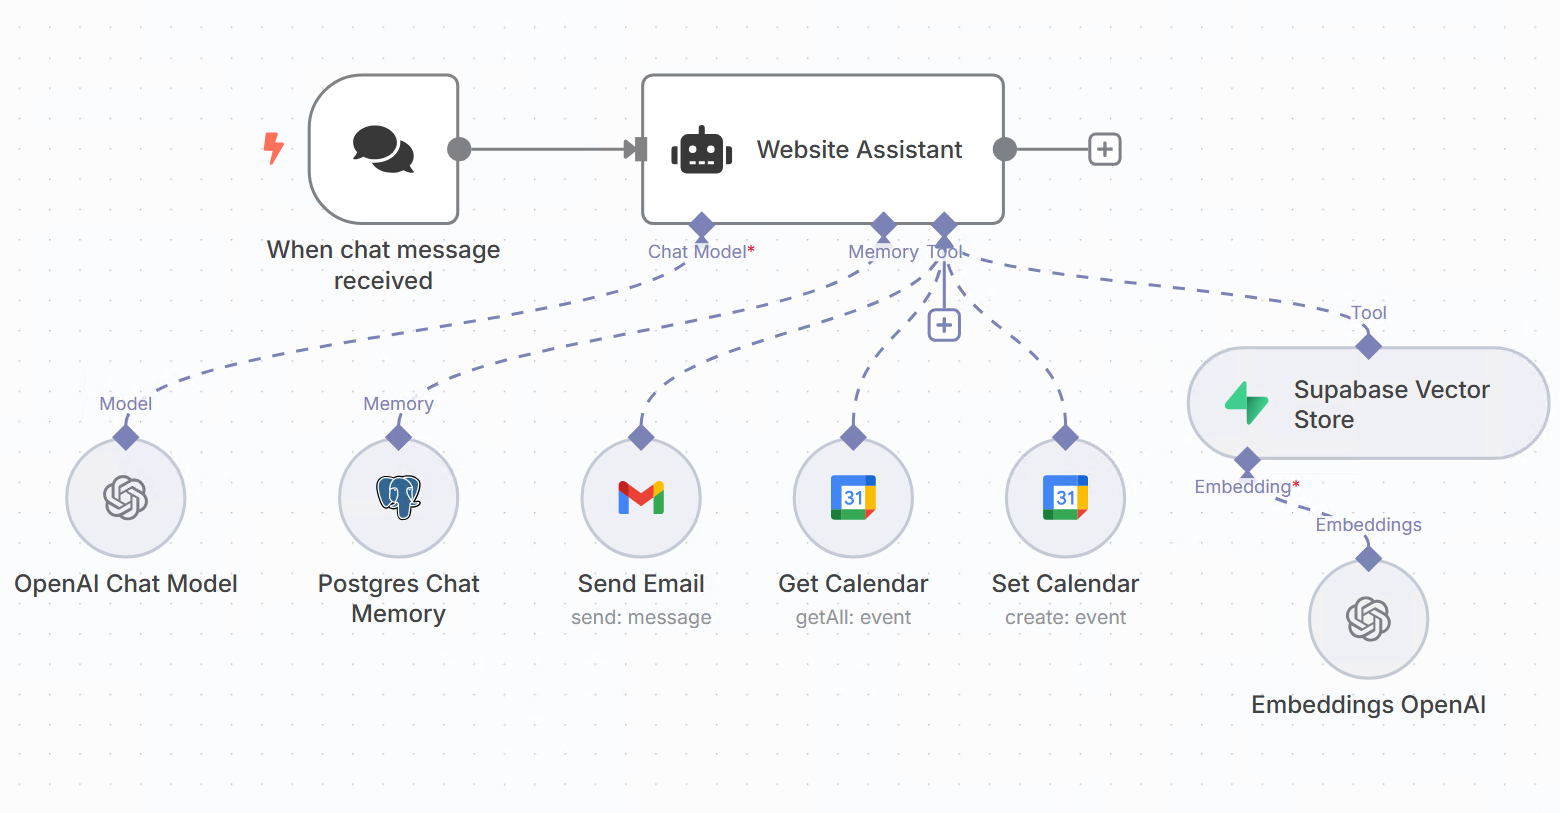 Website Assistant
When chat message
received
Chat Model*
Memory
Tool
Tool
Supabase Vector
Store
Model
Memory
Embedding*
Embeddings
31
31
OpenAI Chat Model
Postgres Chat
Memory
Send Email
send: message
Get Calendar
getAll: event
Set Calendar
create: event
Embeddings OpenAI